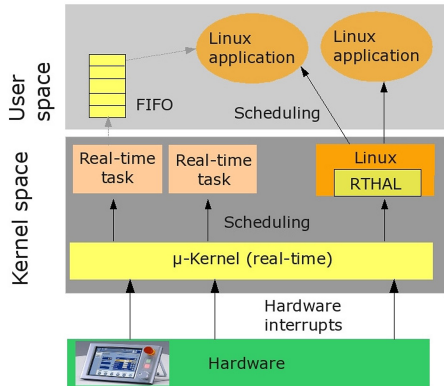 User
space
Linux
application
Linux
application
FIFO
Scheduling
Kernel space
Real-time
task
Real-time
task
Linux
RTHAL
Scheduling
µ-Kernel (real-time)
Hardware
interrupts
Hardware